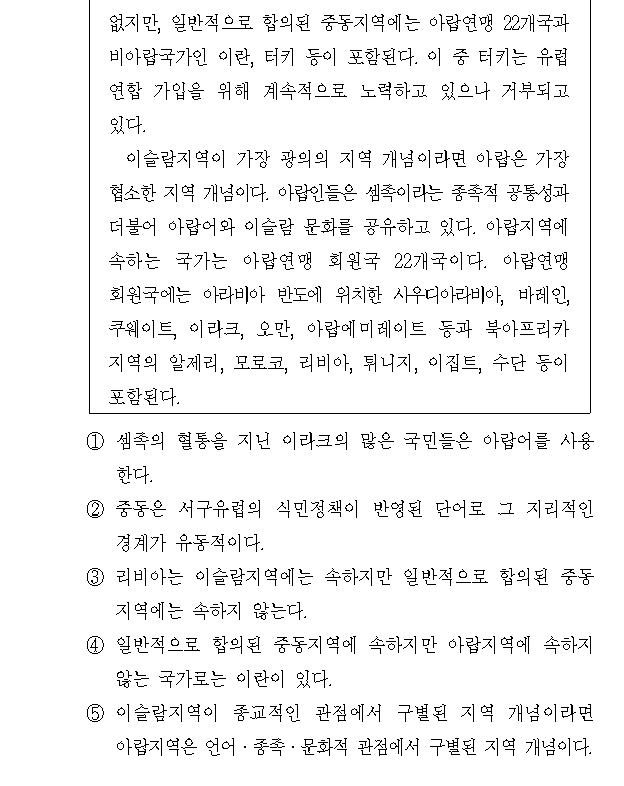 없지만, 일반적으로 합의된 중동지역에는 아랍연맹 22개국과
비아랍국가인 이란, 터키 등이 포함된다. 이 중 터키는 유럽
연합 가입을 위해 계속적으로 노력하고 있으나 거부되고
있다.
이슬람지역이 가장 광의의 지역 개념이라면 아랍은 가장
협소한 지역 개념이다. 아랍인들은 셈족이라는 종족적 공통성과
더불어 아랍어와 이슬람 문화를 공유하고 있다. 아랍지역에
속하는 국가는 아랍연맹 회원국 22개국이다. 아랍연맹
회원국에는 아라비아 반도에 위치한 사우디아라비아, 바레인,
쿠웨이트, 이라크, 오만, 아랍에미레이트 등과 북아프리카
지역의 알제리, 모로코, 리비아, 튀니지, 이집트, 수단 등이
포함된다.
① 셈족의 혈통을 지닌 이라크의 많은 국민들은 아랍어를 사용
한다.
② 중동은 서구유럽의 식민정책이 반영된 단어로 그 지리적인
경계가 유동적이다.
③ 리비아는 이슬람지역에는 속하지만 일반적으로 합의된 중동
지역에는 속하지 않는다.
④ 일반적으로 합의된 중동지역에 속하지만 아랍지역에 속하지
않는 국가로는 이란이 있다.
⑤ 이슬람지역이 종교적인 관점에서 구별된 지역 개념이라면
아랍지역은 언어·종족·문화적 관점에서 구별된 지역 개념이다.